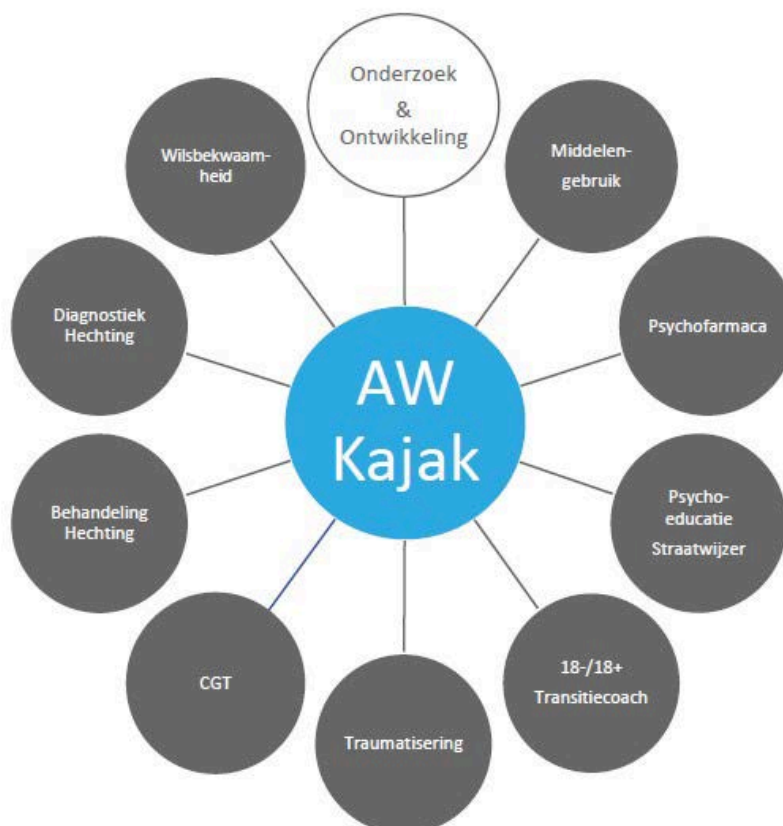 Onderzoek
&
Ontwikkeling
Middelen-
gebruik
Psychofarmaca
Psycho-
educatie
Straatwijzer
18-/18+
Transitiecoach
Traumatisering
CGT
Behandeling
Hechting
Diagnostiek
Hechting
Wilsbekwaam-
heid
AW
Kajak